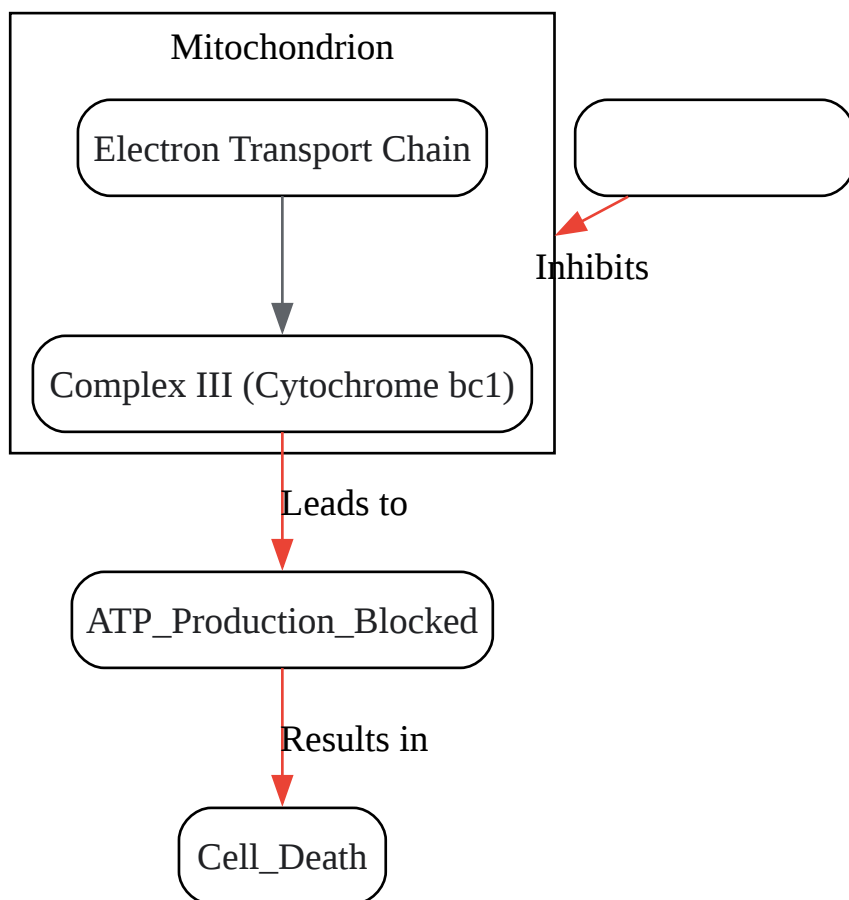 Mitochondrion
Electron Transport Chain
Inhibits
Complex III (Cytochrome bc1)
Leads to
ATP_Production_Blocked
Results in
Cell_Death